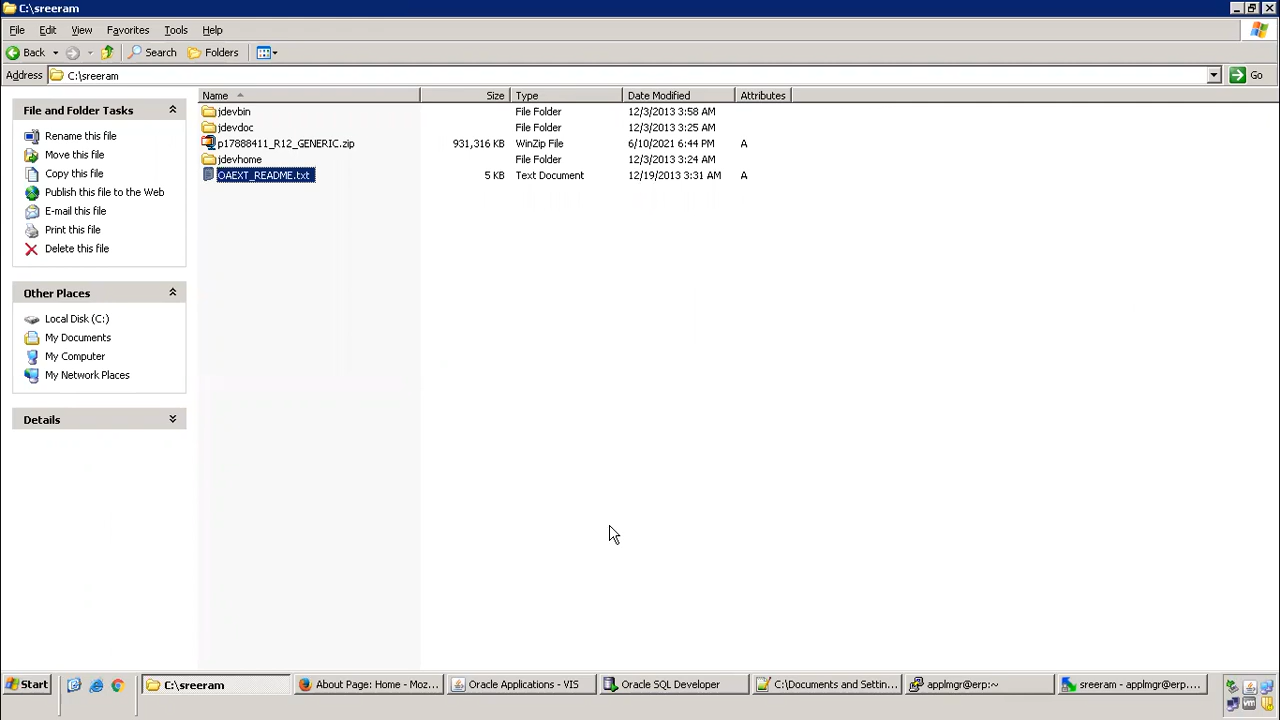 C:\sreeram
File Edit View Favorites Tools Help
Back Search Folders
Address C:\sreeram Go
File and Folder Tasks
Rename this file
Move this file
Copy this file
Publish this file to the Web
E-mail this file
Print this file
Delete this file
Other Places
Local Disk (C:)
My Documents
My Computer
My Network Places
Details
Name Size Type Date Modified Attributes
jdevbin File Folder 12/3/2013 3:58 AM
jdevdoc File Folder 12/3/2013 3:25 AM
p17888411_R12_GENERIC.zip 931,316 KB WinZip File 6/10/2021 6:44 PM A
jdevhome File Folder 12/3/2013 3:24 AM
OAEXT_README.txt 5 KB Text Document 12/19/2013 3:31 AM A
Start C:\sreeram About Page: Home - Moz... Oracle Applications - VIS Oracle SQL Developer C:\Documents and Settin... applmgr@erp:~ sreeram - applmgr@erp....